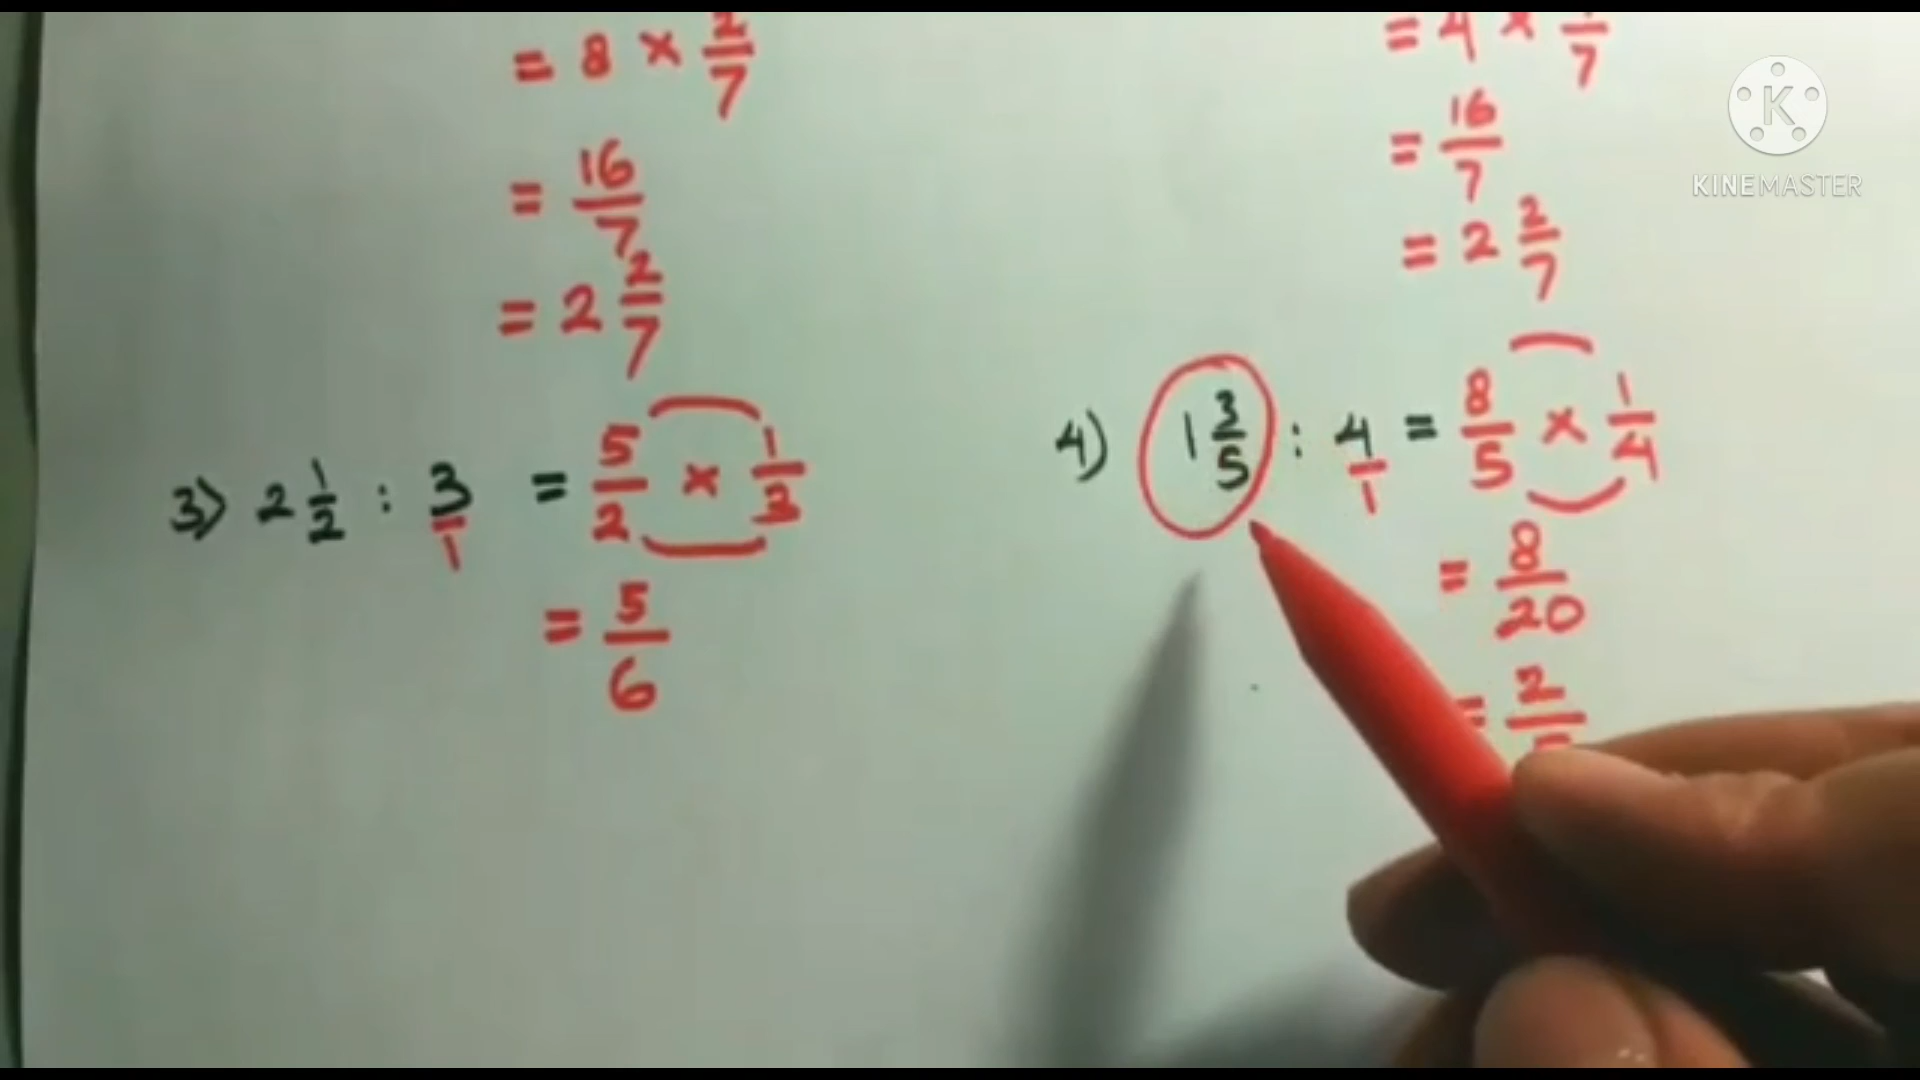 = 8 × 2/7
= 16/7
= 2 2/7
3) 2 1/2 : 3/1 = 5/2 × 1/3
= 5/6
= 4 × /7
= 16/7
= 2 2/7
4) 1 3/5 : 4/1 = 8/5 × 1/4
= 8/20
= 2/
K
KINEMASTER